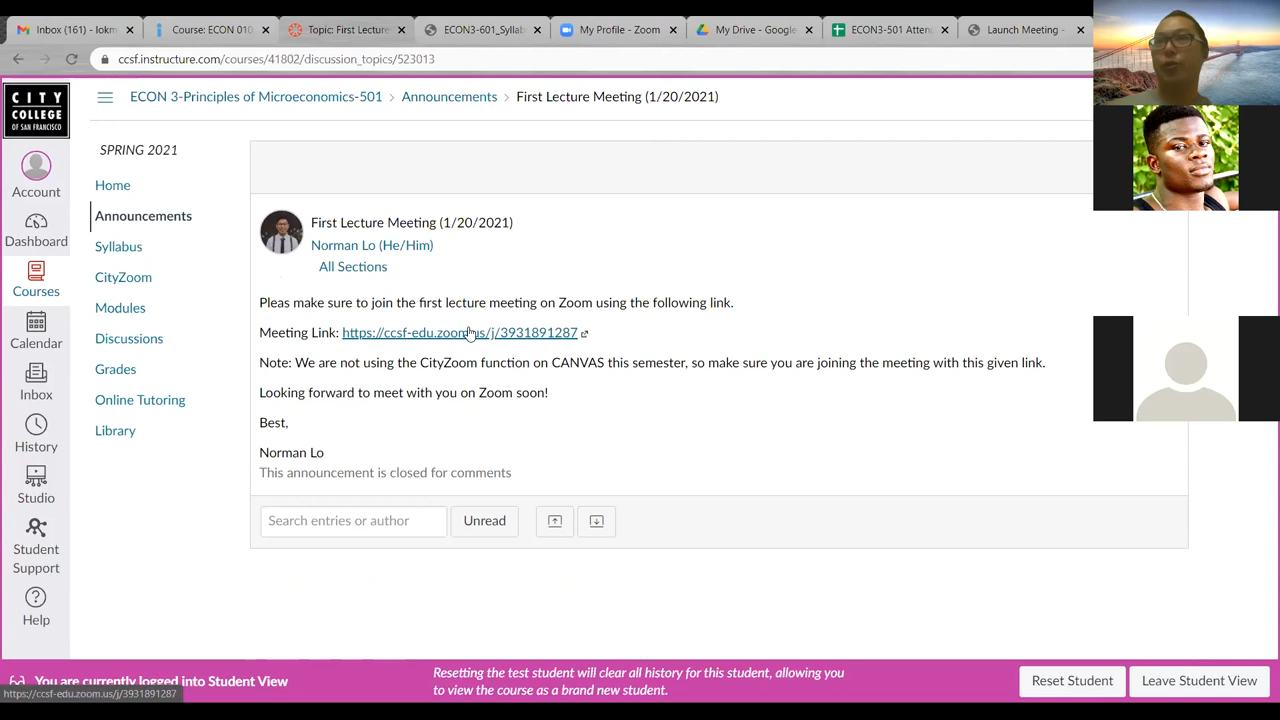 Inbox (161) - lokm
Course: ECON 010
Topic: First Lecture
ECON3-601_Syllab
My Profile - Zoom
My Drive - Google
ECON3-501 Atten
Launch Meeting -
ccsf.instructure.com/courses/41802/discussion_topics/523013
CITY
COLLEGE
OF SAN FRANCISCO
ECON 3-Principles of Microeconomics-501 > Announcements > First Lecture Meeting (1/20/2021)
SPRING 2021
Home
Announcements
Syllabus
CityZoom
Modules
Discussions
Grades
Online Tutoring
Library
Account
Dashboard
Courses
Calendar
Inbox
History
Studio
Student
Support
Help
First Lecture Meeting (1/20/2021)
Norman Lo (He/Him)
All Sections
Pleas make sure to join the first lecture meeting on Zoom using the following link.
Meeting Link: https://ccsf-edu.zoom.us/j/3931891287
Note: We are not using the CityZoom function on CANVAS this semester, so make sure you are joining the meeting with this given link.
Looking forward to meet with you on Zoom soon!
Best,
Norman Lo
This announcement is closed for comments
Search entries or author
Unread
You are currently logged into Student View
Resetting the test student will clear all history for this student, allowing you
to view the course as a brand new student.
Reset Student
Leave Student View
https://ccsf-edu.zoom.us/j/3931891287